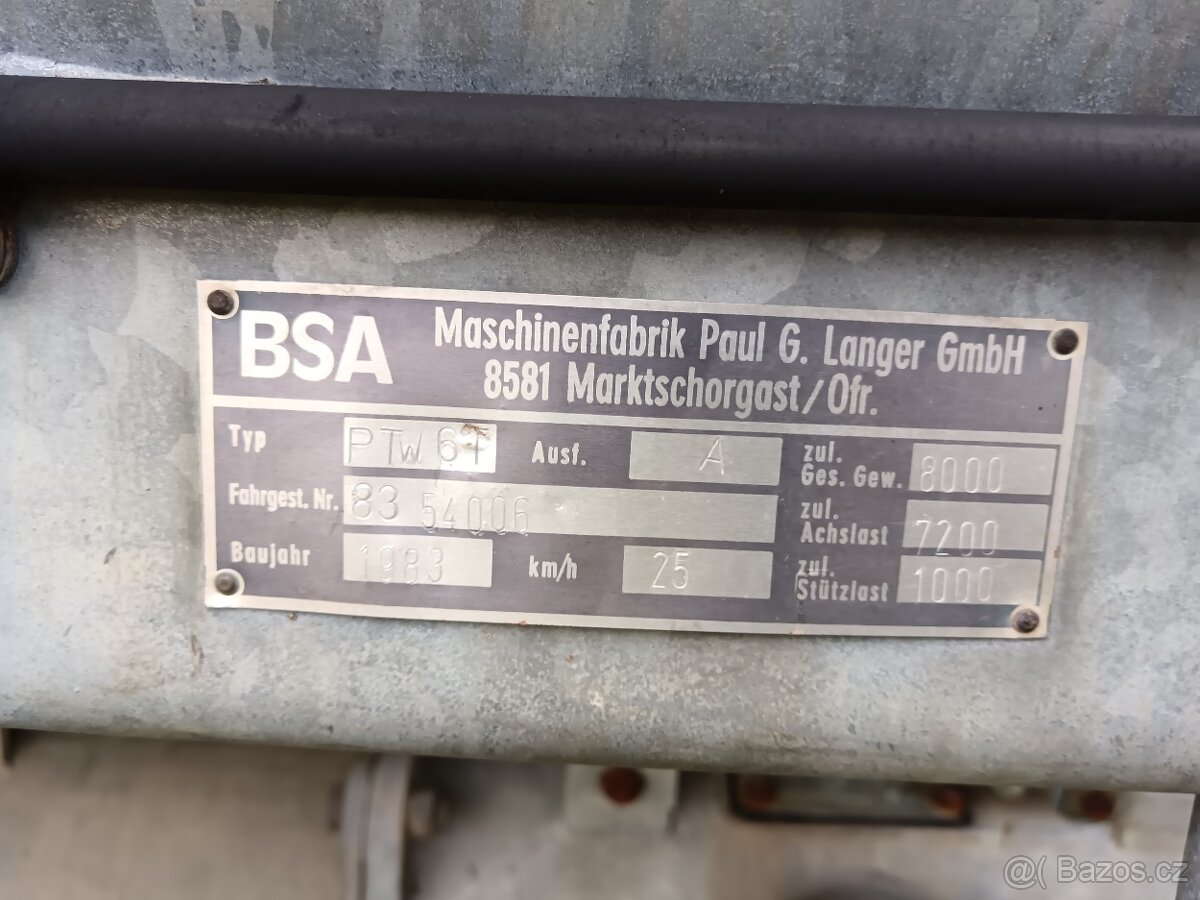 BSA Maschinenfabrik Paul G. Langer GmbH
8581 Marktschorgast/Ofr.
Typ PTW 6T Ausf. A zul. Ges. Gew. 8000
Fahrgest. Nr. 83 54006 zul. Achslast 7200
Baujahr 1983 km/h 25 zul. Stützlast 1000
Bazos.cz